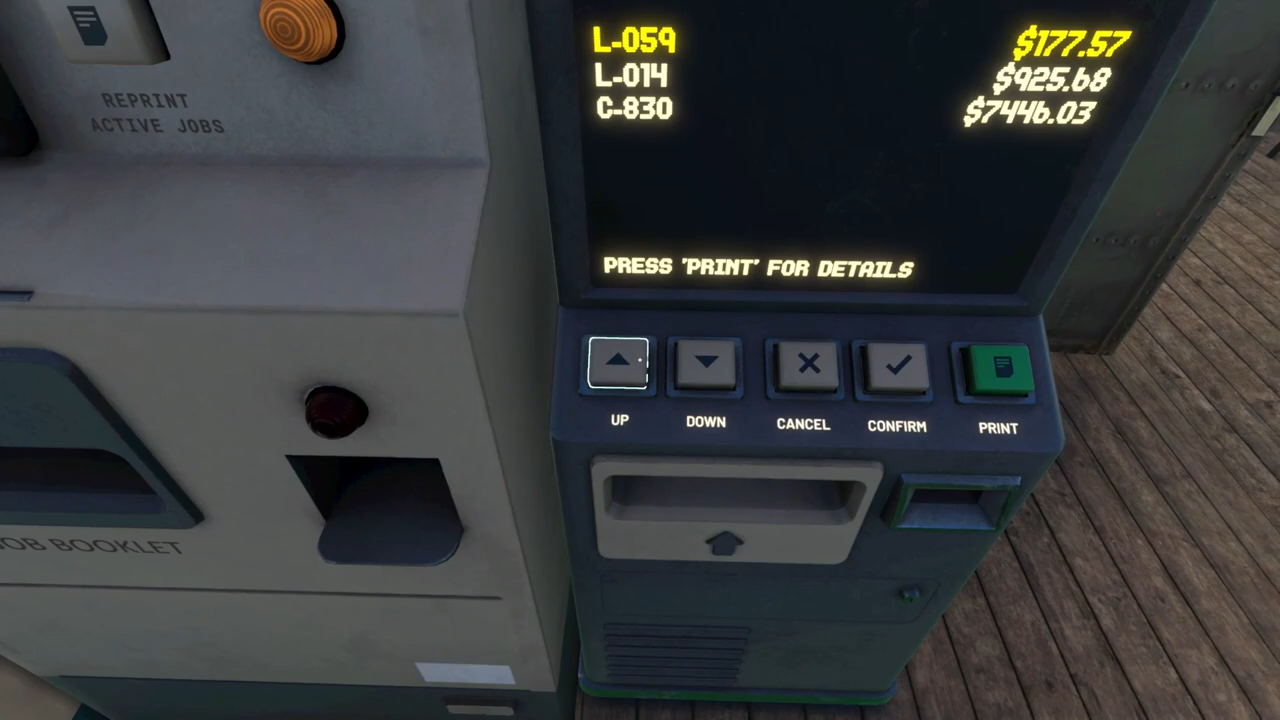 REPRINT
ACTIVE JOBS
L-059 $177.57
L-014 $925.68
C-830 $7446.03
PRESS 'PRINT' FOR DETAILS
UP DOWN CANCEL CONFIRM PRINT
JOB BOOKLET